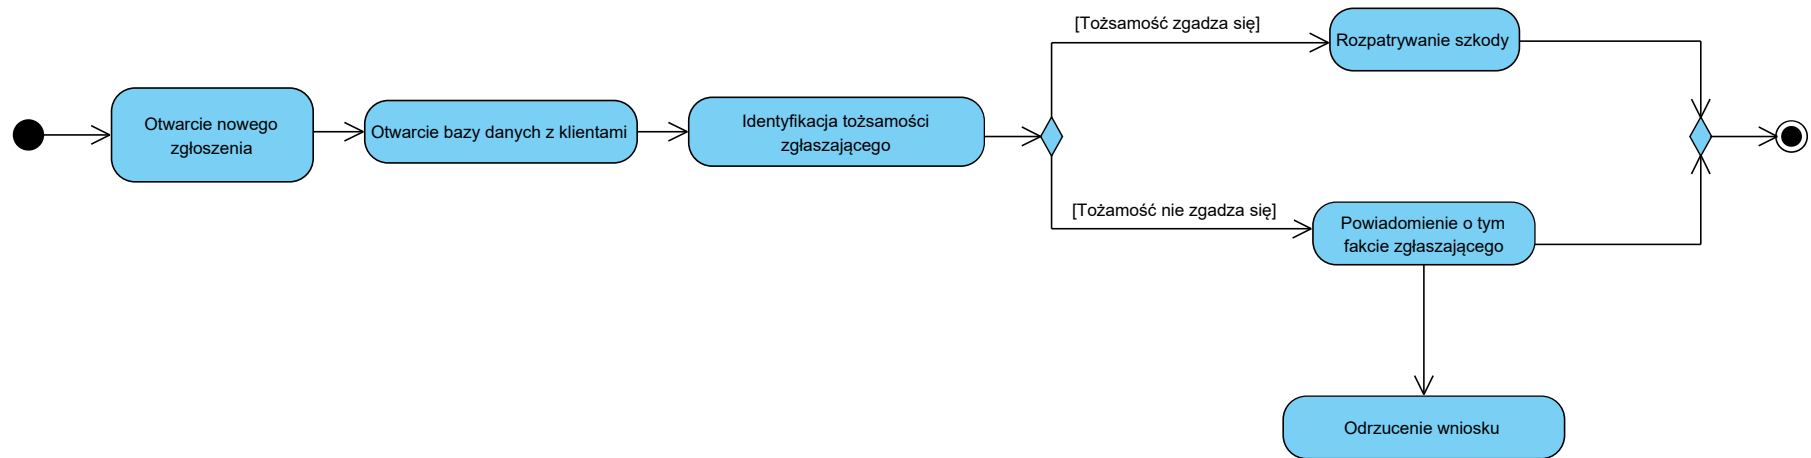 Otwarcie nowego
zgłoszenia
Otwarcie bazy danych z klientami
Identyfikacja tożsamości
zgłaszającego
[Tożsamość zgadza się]
Rozpatrywanie szkody
[Tożamość nie zgadza się]
Powiadomienie o tym
fakcie zgłaszającego
Odrzucenie wniosku